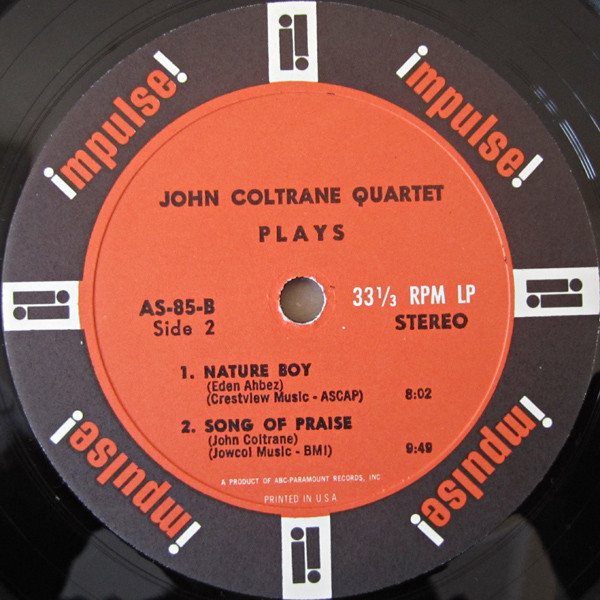 impulse!
impulse!
JOHN COLTRANE QUARTET
PLAYS
AS-85-B
Side 2
33 1/3 RPM LP
STEREO
1. NATURE BOY
(Eden Ahbez)
(Crestview Music - ASCAP) 8:02
2. SONG OF PRAISE
(John Coltrane)
(Jowcol Music - BMI) 9:49
A PRODUCT OF ABC-PARAMOUNT RECORDS, INC.
PRINTED IN U.S.A.
impulse!
impulse!